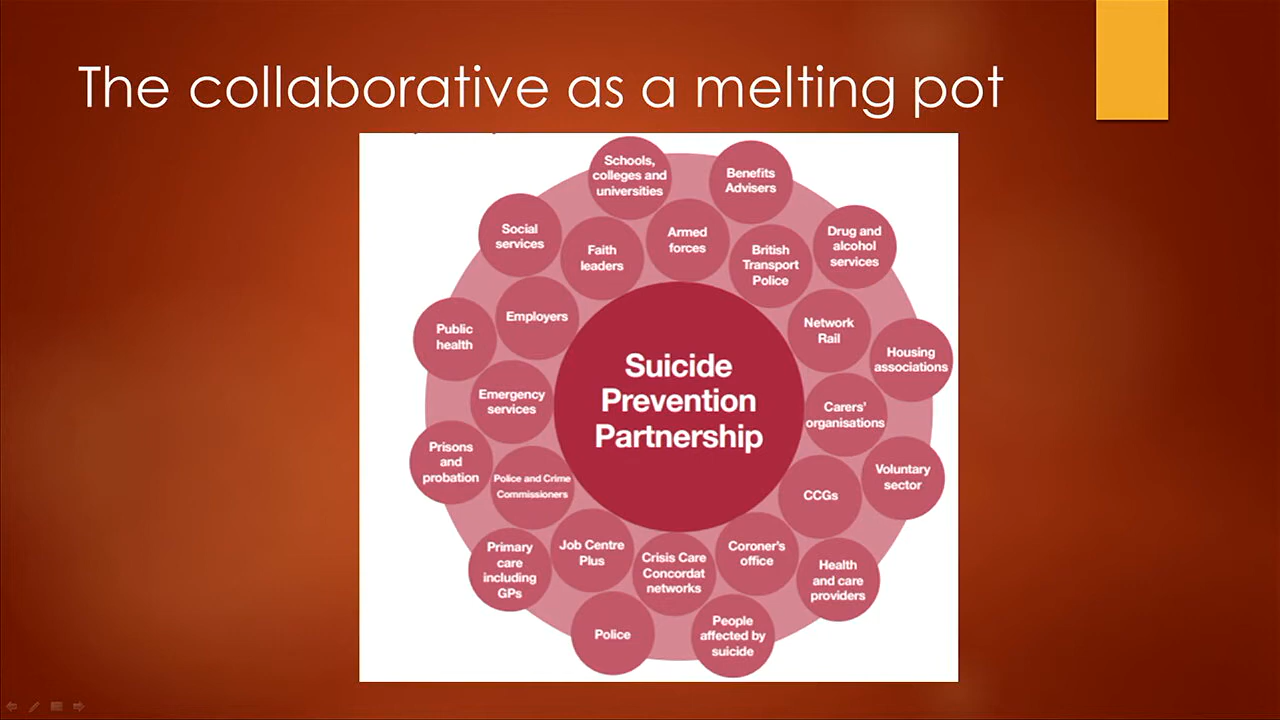 The collaborative as a melting pot
Schools,
colleges and
universities
Benefits
Advisers
Social
services
Faith
leaders
Armed
forces
British
Transport
Police
Drug and
alcohol
services
Public
health
Employers
Network
Rail
Housing
associations
Suicide
Prevention
Partnership
Emergency
services
Carers'
organisations
Prisons
and
probation
Police and Crime
Commissioners
CCGs
Voluntary
sector
Primary
care
including
GPs
Job Centre
Plus
Crisis Care
Concordat
networks
Coroner's
office
Health
and care
providers
Police
People
affected by
suicide